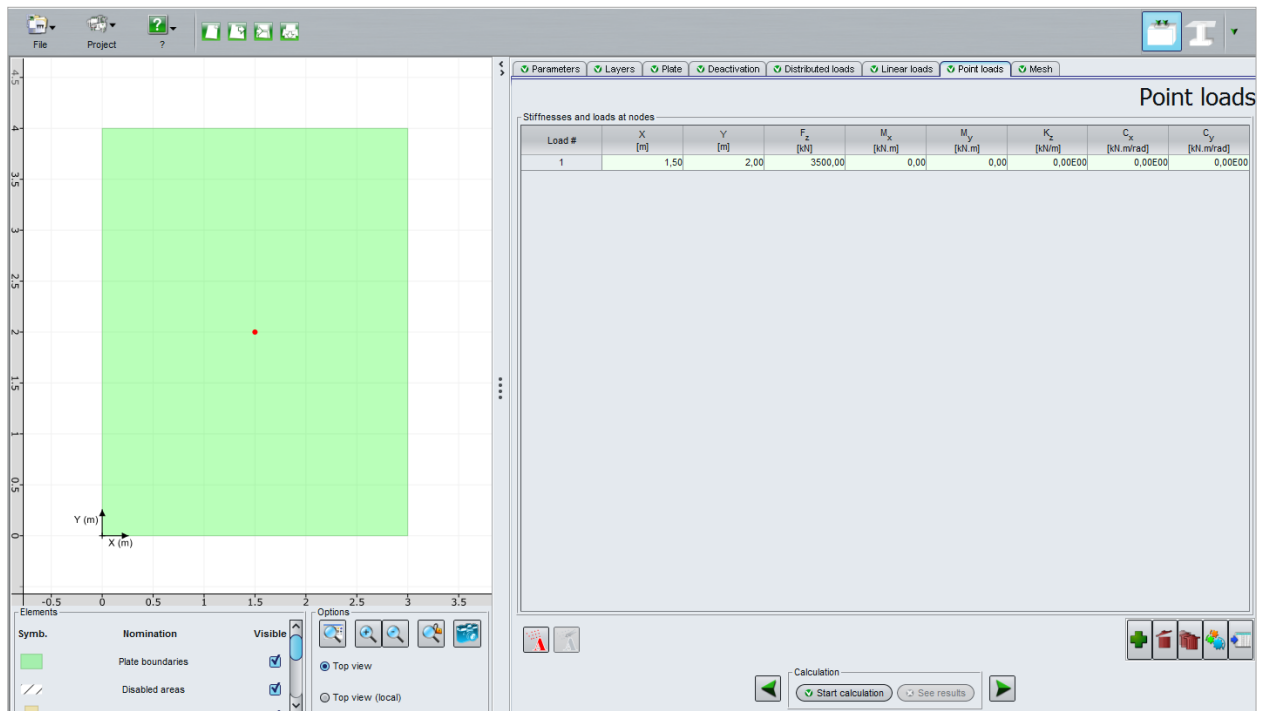 File Project ?
Parameters Layers Plate Deactivation Distributed loads Linear loads Point loads Mesh
Point loads
Stiffnesses and loads at nodes
Load # X [m] Y [m] Fz [kN] Mx [kN.m] My [kN.m] Kz [kN/m] Cx [kN.m/rad] Cy [kN.m/rad]
1 1,50 2,00 3500,00 0,00 0,00 0,00E00 0,00E00 0,00E00
4.5
4
3.5
3
2.5
2
1.5
1
0.5
0
Y (m)
X (m)
-0.5 0 0.5 1 1.5 2 2.5 3 3.5
Elements
Symb. Nomination Visible
Plate boundaries
Disabled areas
Options
Top view
Top view (local)
Calculation
Start calculation See results